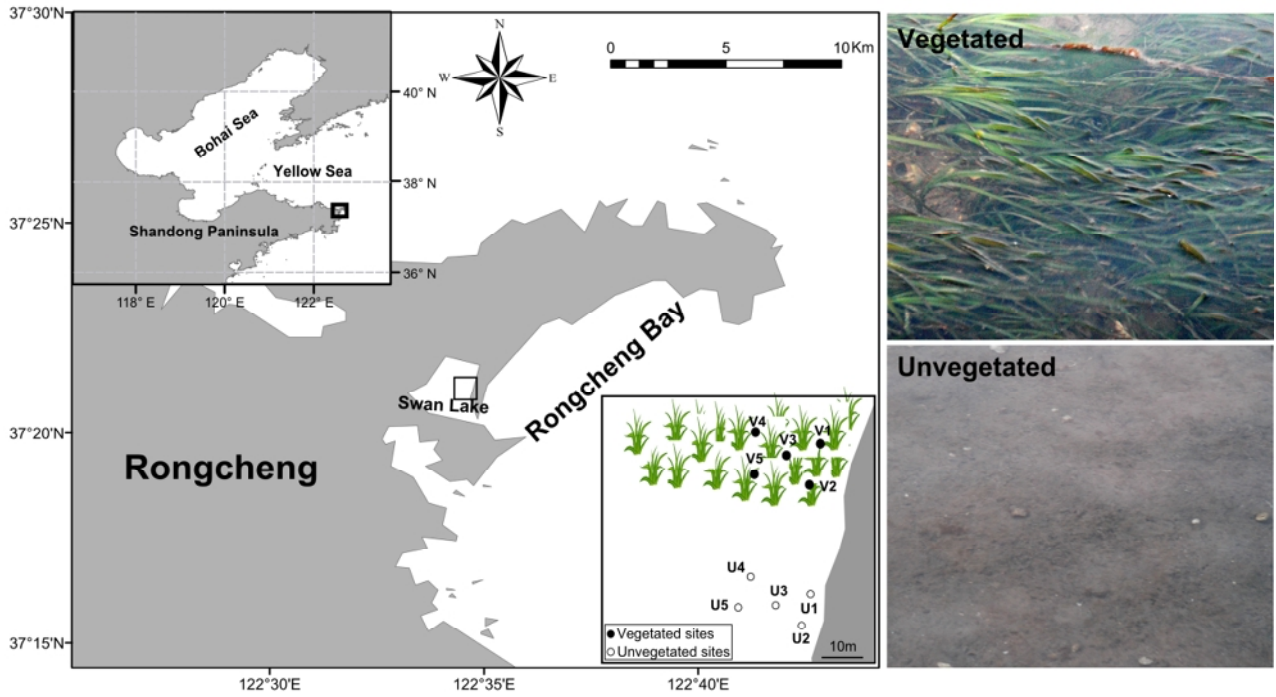 37°30'N
37°25'N
37°20'N
37°15'N
122°30'E
122°35'E
122°40'E
Bohai Sea
Yellow Sea
Shandong Paninsula
40° N
38° N
36° N
118° E
120° E
122° E
N
W
E
S
0
5
10Km
Rongcheng Bay
Swan Lake
Rongcheng
V4
V3
V1
V5
V2
U4
U3
U5
U1
U2
Vegetated sites
Unvegetated sites
10m
Vegetated
Unvegetated